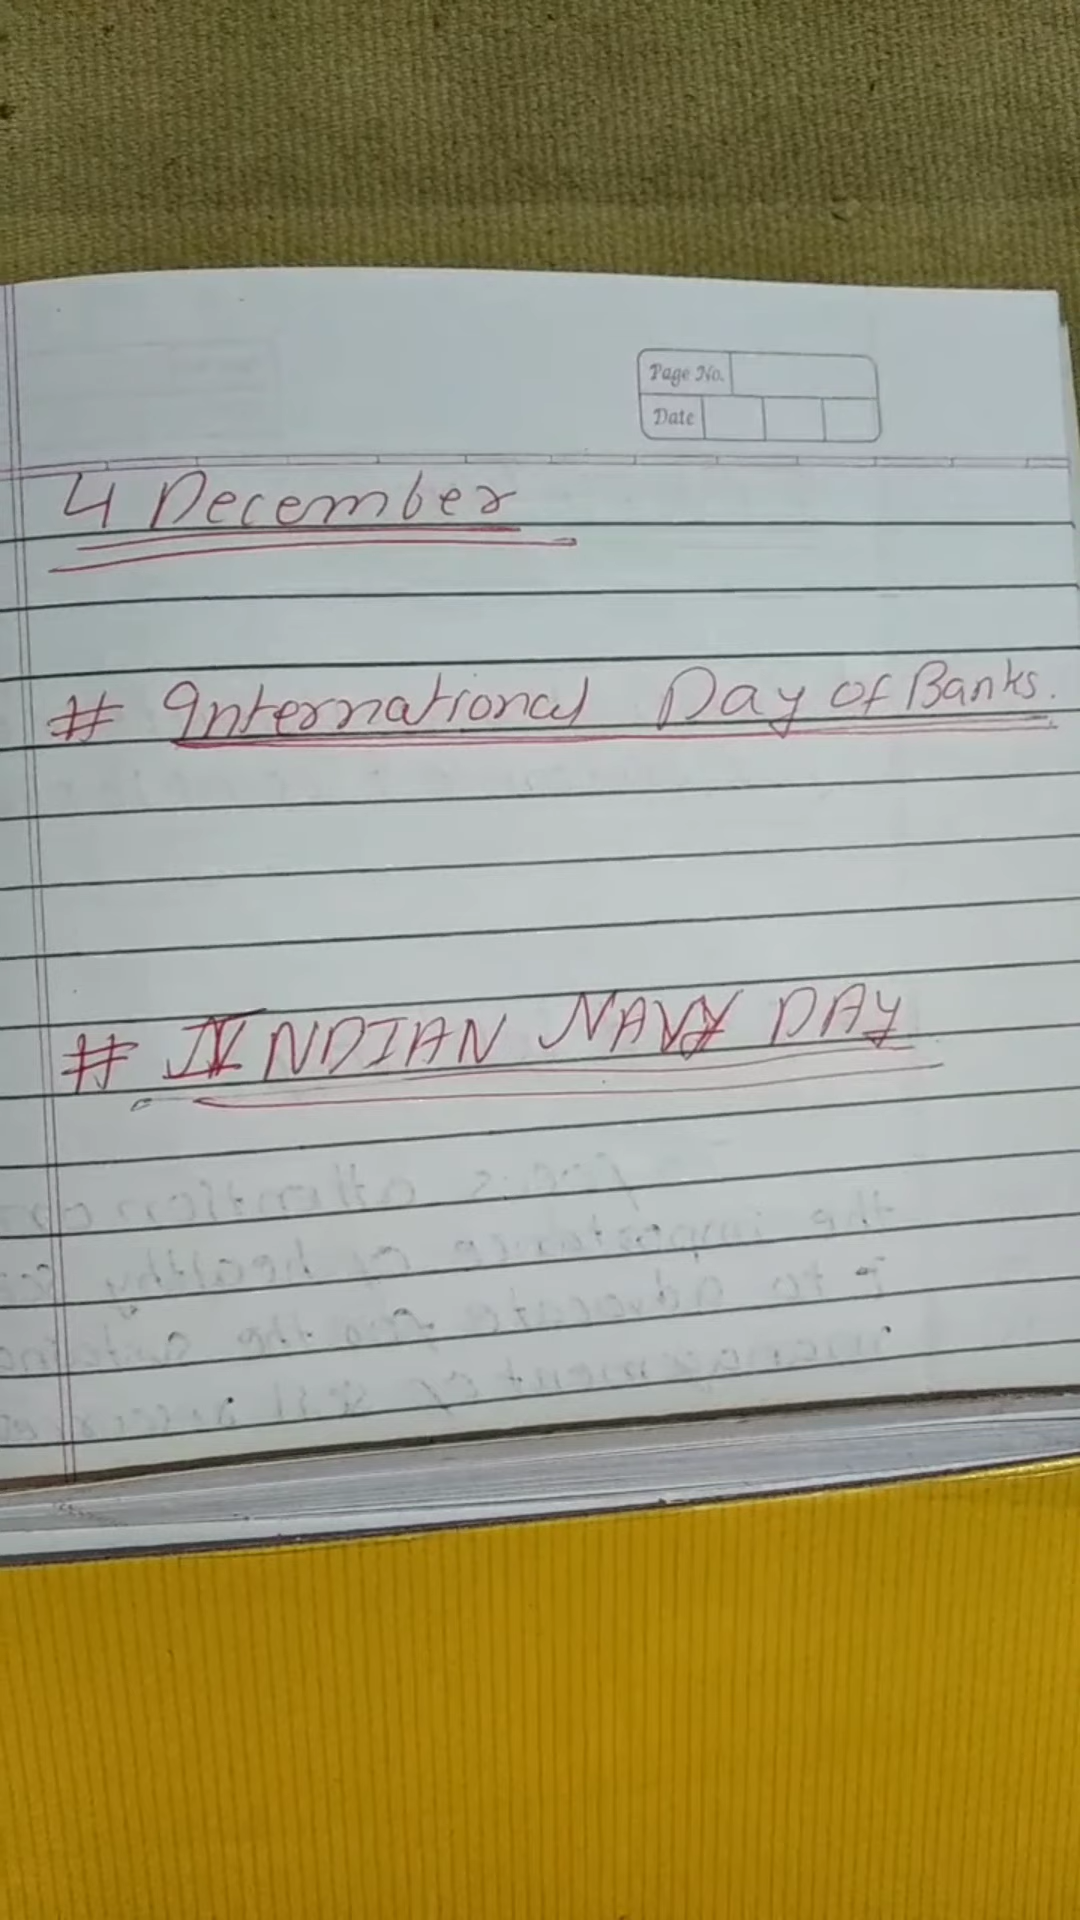 Page No.
Date
4 December
# International Day of Banks.
# INDIAN NAVY DAY